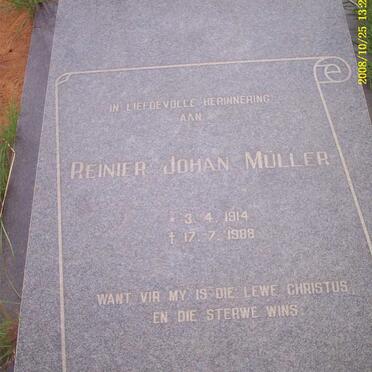 IN LIEFDEVOLLE HERINNERING
AAN
REINIER JOHAN MULLER
* 3. 4. 1914
† 17. 7. 1988
WANT VIR MY IS DIE LEWE CHRISTUS
EN DIE STERWE WINS
2008/10/25 13:2